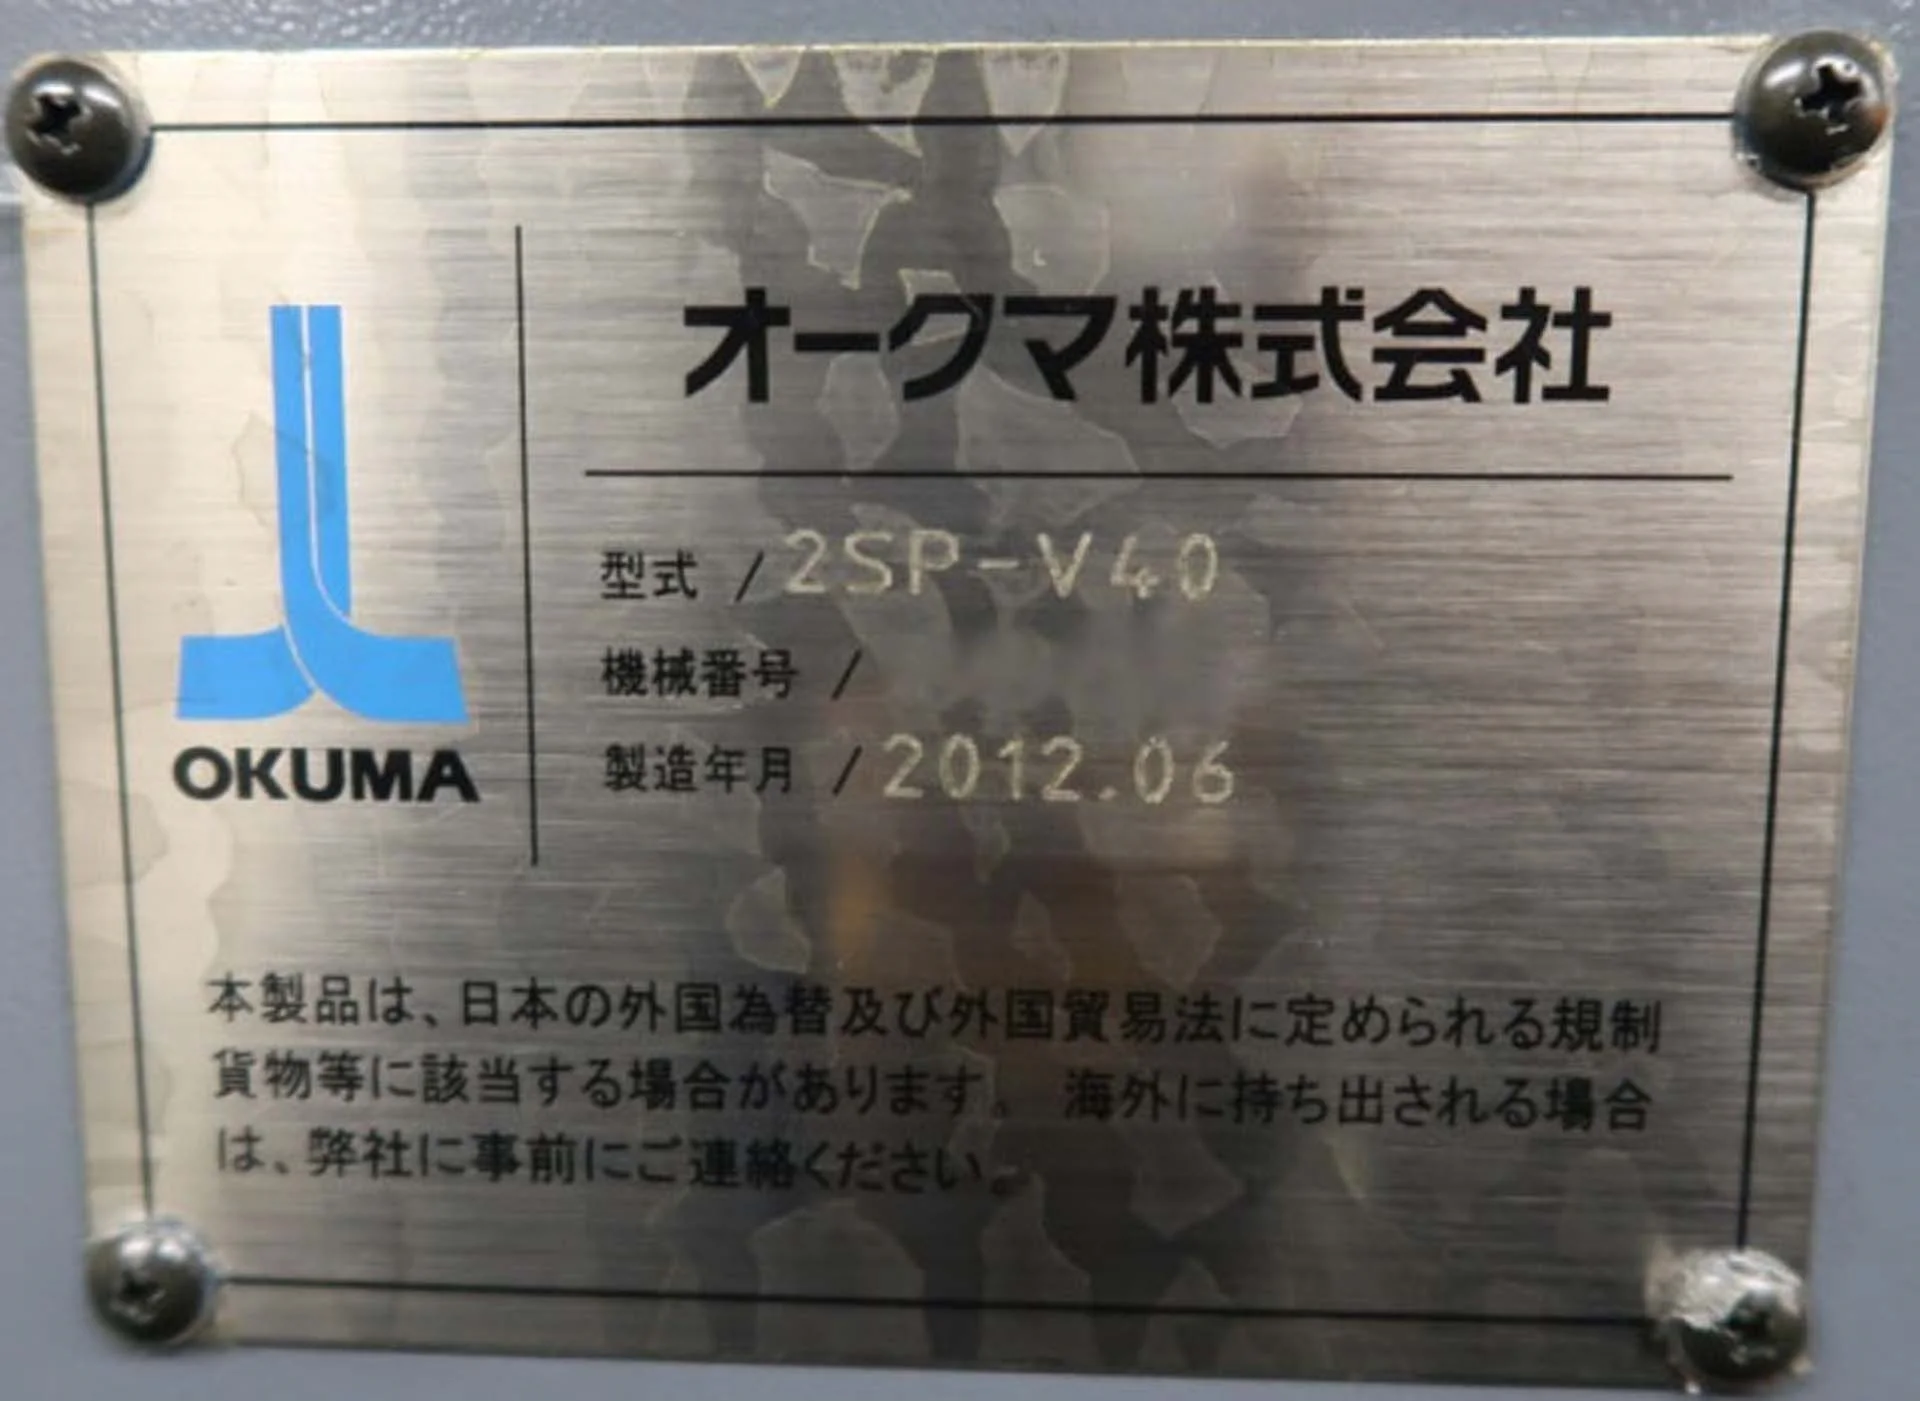 オークマ株式会社
型式 / 2SP-V40
機械番号 /
製造年月 / 2012.06
OKUMA
本製品は、日本の外国為替及び外国貿易法に定められる規制
貨物等に該当する場合があります。 海外に持ち出される場合
は、弊社に事前にご連絡ください。